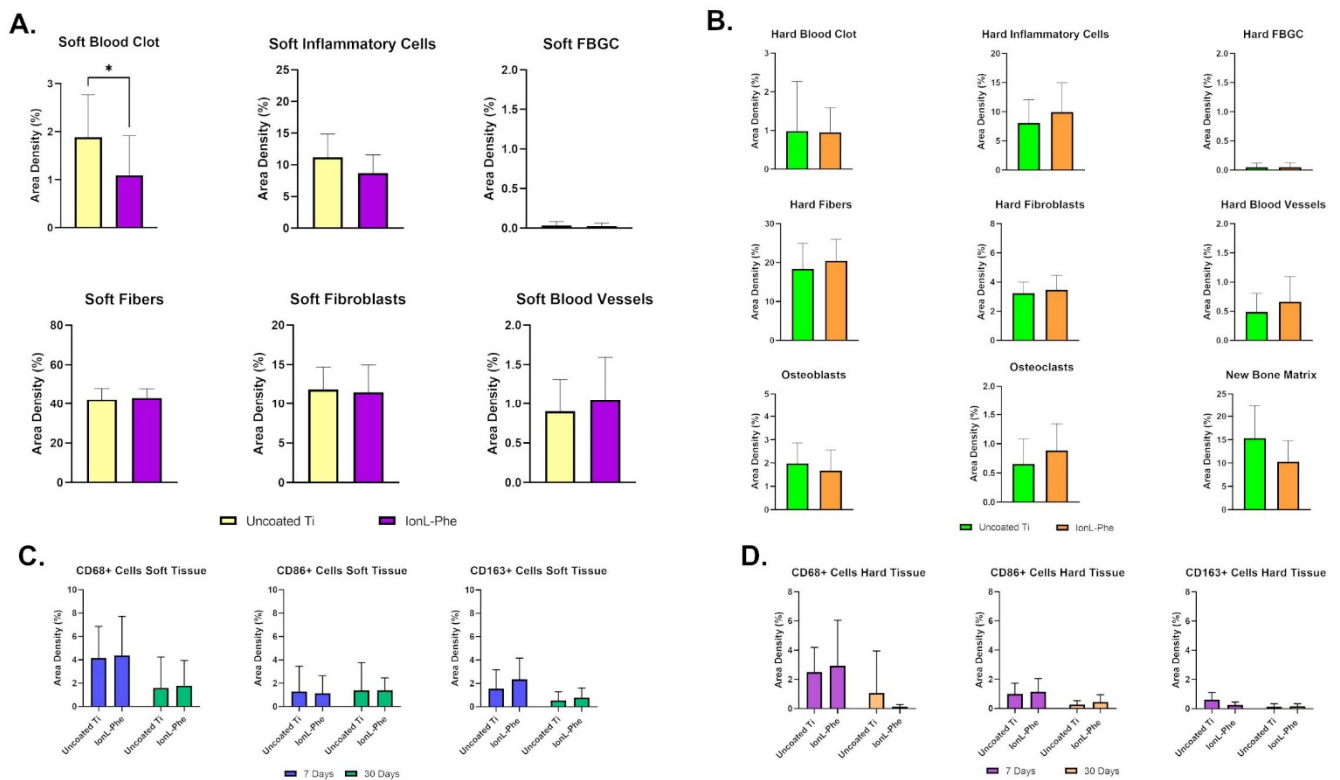 A.
Soft Blood Clot
Area Density (%)
3
2
1
0
*
Soft Inflammatory Cells
Area Density (%)
25
20
15
10
5
0
Soft FBGC
Area Density (%)
2.0
1.5
1.0
0.5
0.0
Soft Fibers
Area Density (%)
80
60
40
20
0
Soft Fibroblasts
Area Density (%)
20
15
10
5
0
Soft Blood Vessels
Area Density (%)
2.0
1.5
1.0
0.5
0.0
Uncoated Ti
IonL-Phe
B.
Hard Blood Clot
Area Density (%)
3
2
1
0
Hard Inflammatory Cells
Area Density (%)
20
15
10
5
0
Hard FBGC
Area Density (%)
2.0
1.5
1.0
0.5
0.0
Hard Fibers
Area Density (%)
30
20
10
0
Hard Fibroblasts
Area Density (%)
8
6
4
2
0
Hard Blood Vessels
Area Density (%)
2.0
1.5
1.0
0.5
0.0
Osteoblasts
Area Density (%)
5
4
3
2
1
0
Osteoclasts
Area Density (%)
2.0
1.5
1.0
0.5
0.0
New Bone Matrix
Area Density (%)
25
20
15
10
5
0
Uncoated Ti
IonL-Phe
C.
CD68+ Cells Soft Tissue
Area Density (%)
10
8
6
4
2
0
Uncoated Ti
IonL-Phe
Uncoated Ti
IonL-Phe
CD86+ Cells Soft Tissue
Area Density (%)
10
8
6
4
2
0
Uncoated Ti
IonL-Phe
Uncoated Ti
IonL-Phe
CD163+ Cells Soft Tissue
Area Density (%)
10
8
6
4
2
0
Uncoated Ti
IonL-Phe
Uncoated Ti
IonL-Phe
7 Days
30 Days
D.
CD68+ Cells Hard Tissue
Area Density (%)
8
6
4
2
0
Uncoated Ti
IonL-Phe
Uncoated Ti
IonL-Phe
CD86+ Cells Hard Tissue
Area Density (%)
8
6
4
2
0
Uncoated Ti
IonL-Phe
Uncoated Ti
IonL-Phe
CD163+ Cells Hard Tissue
Area Density (%)
8
6
4
2
0
Uncoated Ti
IonL-Phe
Uncoated Ti
IonL-Phe
7 Days
30 Days